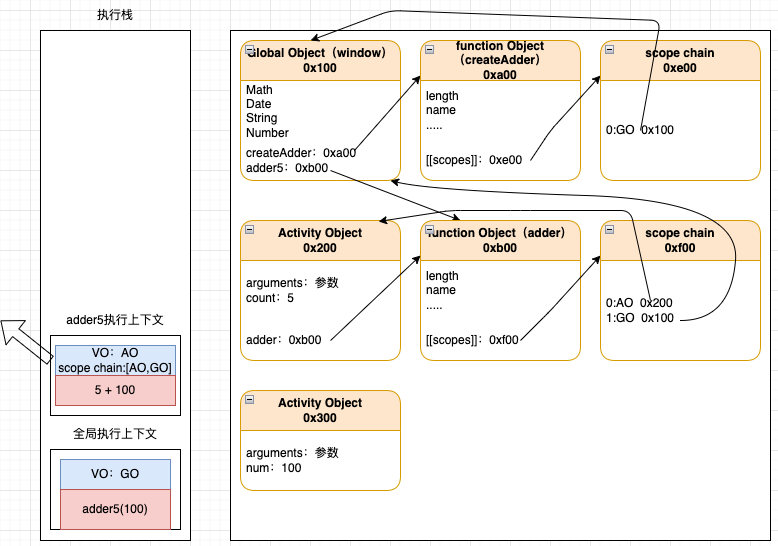 执行栈
adder5执行上下文
VO：AO
scope chain:[AO,GO]
5 + 100
全局执行上下文
VO：GO
adder5(100)
Global Object（window）
0x100
Math
Date
String
Number
createAdder：0xa00
adder5：0xb00
function Object
（createAdder）
0xa00
length
name
.....
[[scopes]]：0xe00
scope chain
0xe00
0:GO 0x100
Activity Object
0x200
arguments：参数
count：5
adder：0xb00
function Object（adder）
0xb00
length
name
.....
[[scopes]]：0xf00
scope chain
0xf00
0:AO 0x200
1:GO 0x100
Activity Object
0x300
arguments：参数
num：100